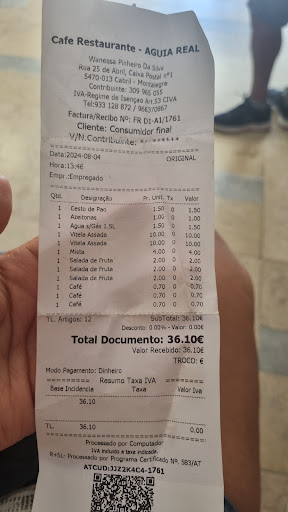 Cafe Restaurante - AGUIA REAL
Wanessa Pinheiro Da Silva
Rua 25 de Abril, Caixa Postal nº1
5470-013 Cabril - Montalegre
Contribuinte: 309 965 055
IVA-Regime de Isençao Art.53 CIVA
Tel:933 128 872 / 966370867
Factura/Recibo Nº: FR D1-A1/1761
Cliente: Consumidor final
V/N.Contribuinte:
Data:2024-08-04 ORIGINAL
Hora:13:46
Empr.:Empregado
Qtd. Designação Pr. Unit. Tx Valor
1 Cesto de Pao 1.50 0 1.50
1 Azeitonas 1.00 0 1.00
1 Agua s/Gás 1.5L 1.50 0 1.50
1 Vitela Assada 10.00 0 10.00
1 Vitela Assada 10.00 0 10.00
1 Mista 4.00 0 4.00
1 Salada de Fruta 2.00 0 2.00
1 Salada de Fruta 2.00 0 2.00
1 Salada de Fruta 2.00 0 2.00
1 Café 0.70 0 0.70
1 Café 0.70 0 0.70
1 Café 0.70 0 0.70
TL. Artigos: 12 SubTotal: 36.10€
Desconto: 0.00% - Valor: 0.00€
Total Documento: 36.10€
Valor Recebido: 36.10€
TROCO: €
Modo Pagamento: Dinheiro
Resumo Taxa IVA
Base Incidência Taxa Valor Iva
36.10
TL. 36.10 0.00
Processado por Computador
IVA incluído à taxa indicada.
Processado por Programa Certificado Nº. 583/AT
ATCUD:JJZ2K4C4-1761